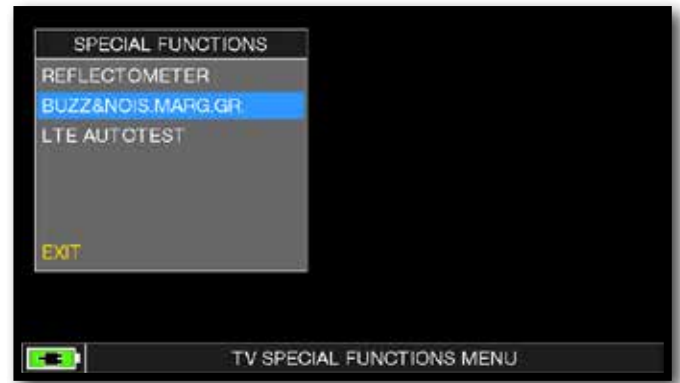 SPECIAL FUNCTIONS
REFLECTOMETER
BUZZ&NOIS.MARG.GR.
LTE AUTOTEST
EXIT
TV SPECIAL FUNCTIONS MENU